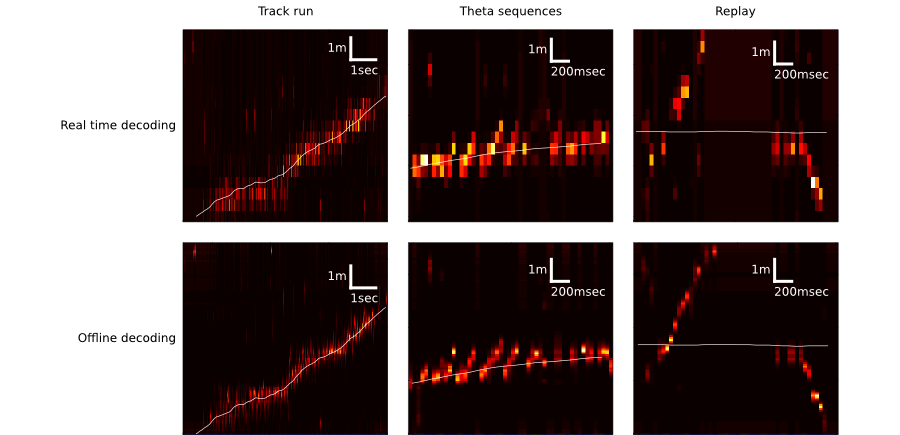 Track run
Theta sequences
Replay
Real time decoding
1m
1sec
1m
200msec
1m
200msec
Offline decoding
1m
1sec
1m
200msec
1m
200msec